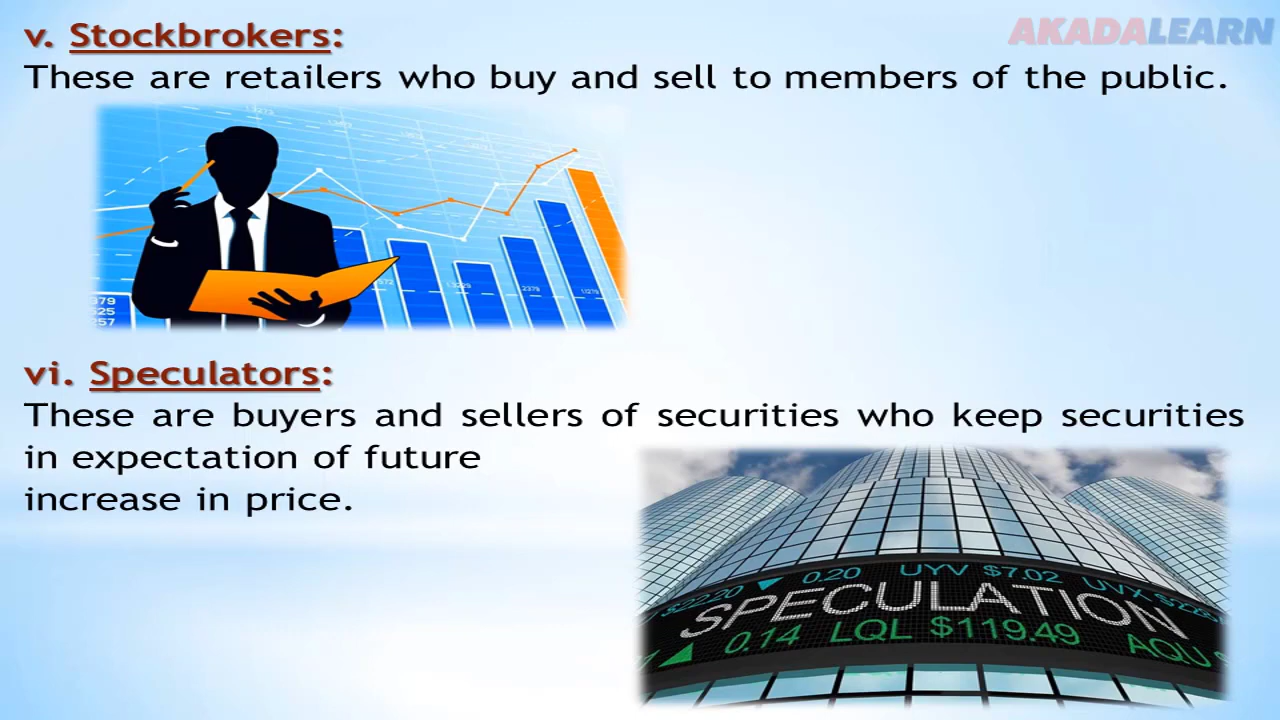 AKADALEARN
v. Stockbrokers:
These are retailers who buy and sell to members of the public.
vi. Speculators:
These are buyers and sellers of securities who keep securities
in expectation of future
increase in price.
0.20 UYV $7.02 UVX
SPECULATION
0.14 LQL $119.49 AQU